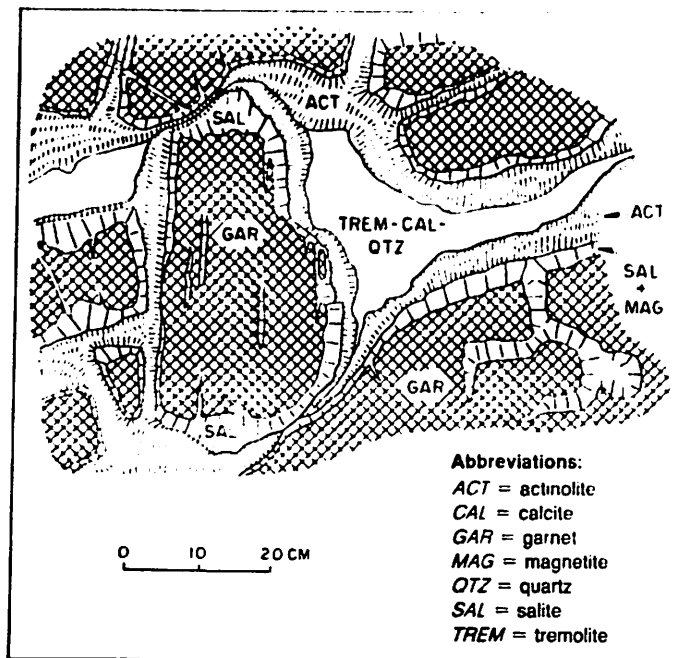 ACT
SAL
GAR
TREM-CAL-
QTZ
ACT
SAL
+
MAG
GAR
SAL
Abbreviations:
ACT = actinolite
CAL = calcite
GAR = garnet
MAG = magnetite
QTZ = quartz
SAL = salite
TREM = tremolite
0 10 20 CM